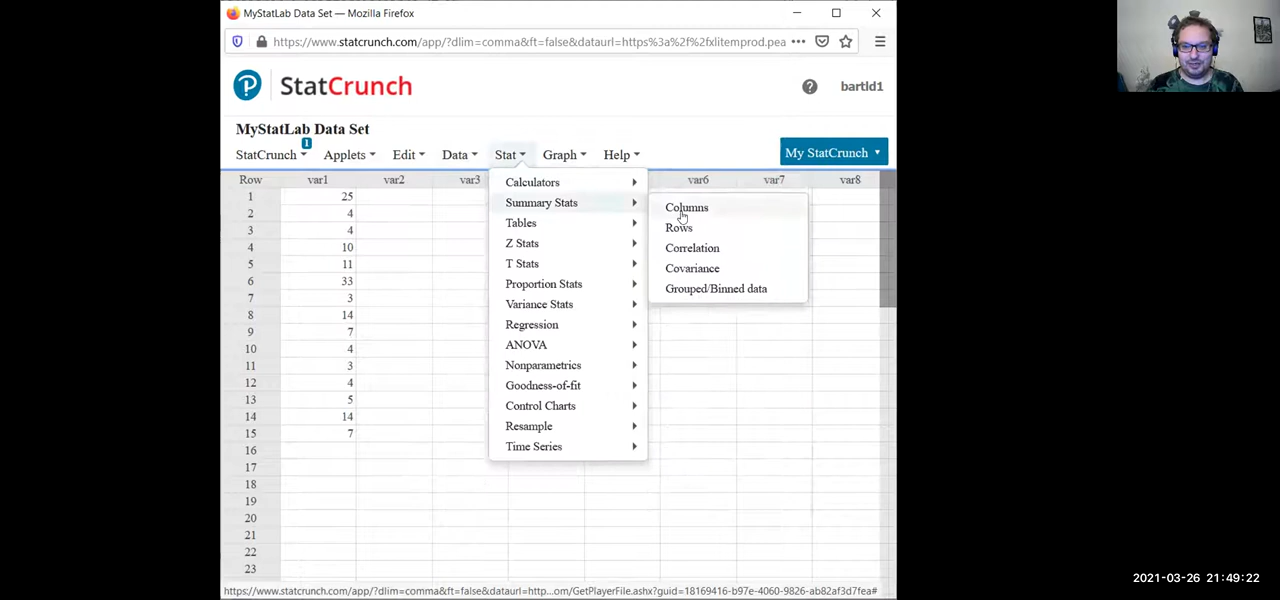 MyStatLab Data Set — Mozilla Firefox
https://www.statcrunch.com/app/?dlim=comma&ft=false&dataurl=https%3a%2f%2fxlitemprod.pea
P StatCrunch
? bartld1
MyStatLab Data Set
1
StatCrunch Applets Edit Data Stat Graph Help My StatCrunch
Row var1 var2 var3 var6 var7 var8
1 25
2 4
3 4
4 10
5 11
6 33
7 3
8 14
9 7
10 4
11 3
12 4
13 5
14 14
15 7
16
17
18
19
20
21
22
23
Calculators
Summary Stats
Tables
Z Stats
T Stats
Proportion Stats
Variance Stats
Regression
ANOVA
Nonparametrics
Goodness-of-fit
Control Charts
Resample
Time Series
Columns
Rows
Correlation
Covariance
Grouped/Binned data
https://www.statcrunch.com/app/?dlim=comma&ft=false&dataurl=http...om/GetPlayerFile.ashx?guid=18169416-b97e-4060-9826-ab82af3d7fea#
2021-03-26 21:49:22